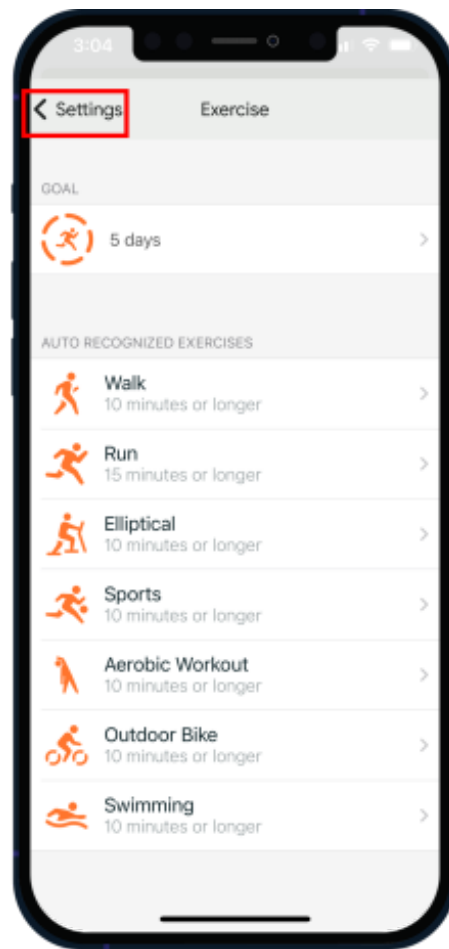 3:04
Settings
Exercise
GOAL
5 days
AUTO RECOGNIZED EXERCISES
Walk
10 minutes or longer
Run
15 minutes or longer
Elliptical
10 minutes or longer
Sports
10 minutes or longer
Aerobic Workout
10 minutes or longer
Outdoor Bike
10 minutes or longer
Swimming
10 minutes or longer